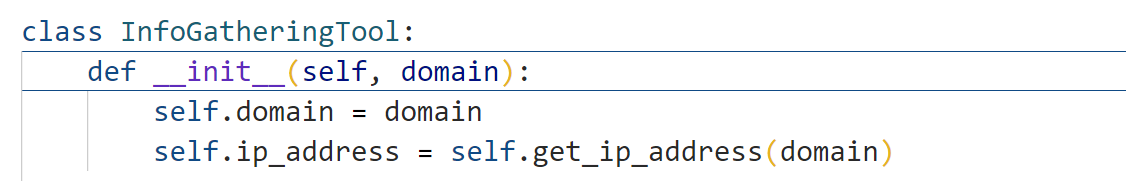 class InfoGatheringTool:
    def __init__(self, domain):
        self.domain = domain
        self.ip_address = self.get_ip_address(domain)